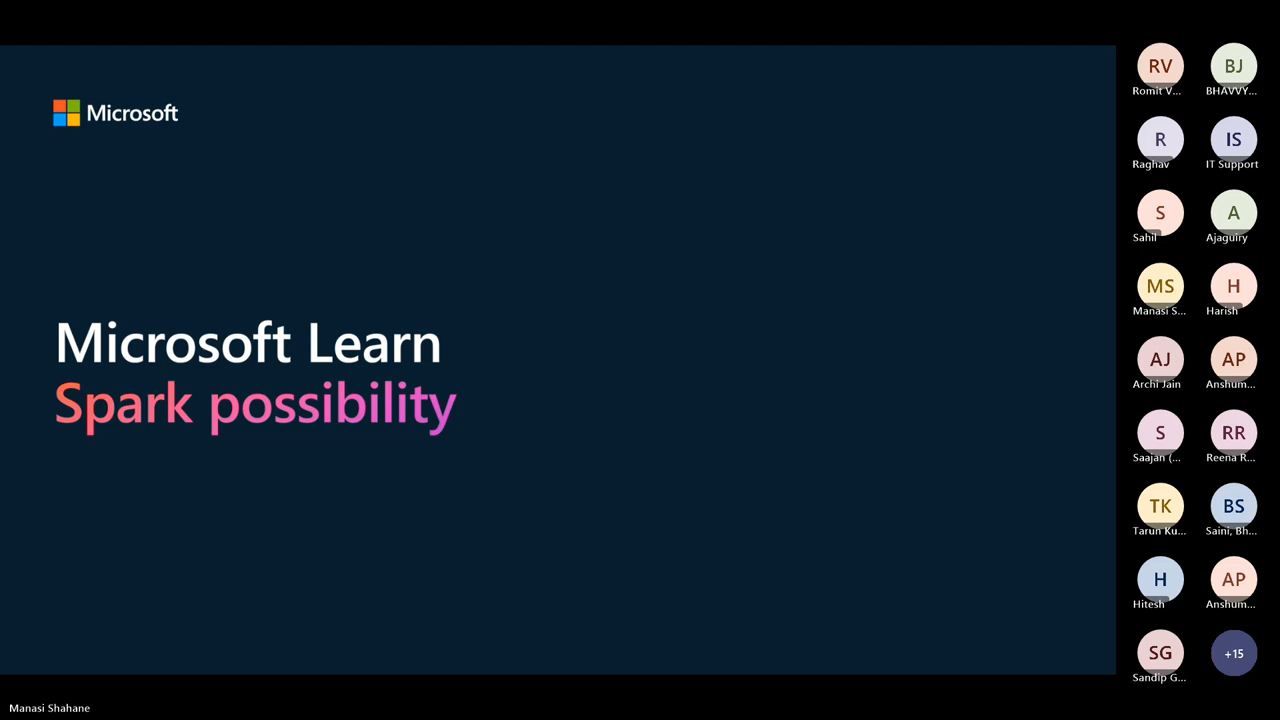 Microsoft
Microsoft Learn
Spark possibility
RV
Romit V...
BJ
BHAVVY...
R
Raghav
IS
IT Support
S
Sahil
A
Ajaguiry
MS
Manasi S...
H
Harish
AJ
Archi Jain
AP
Anshum...
S
Saajan (...
RR
Reena R...
TK
Tarun Ku...
BS
Saini, Bh...
H
Hitesh
AP
Anshum...
SG
Sandip G...
+15
Manasi Shahane